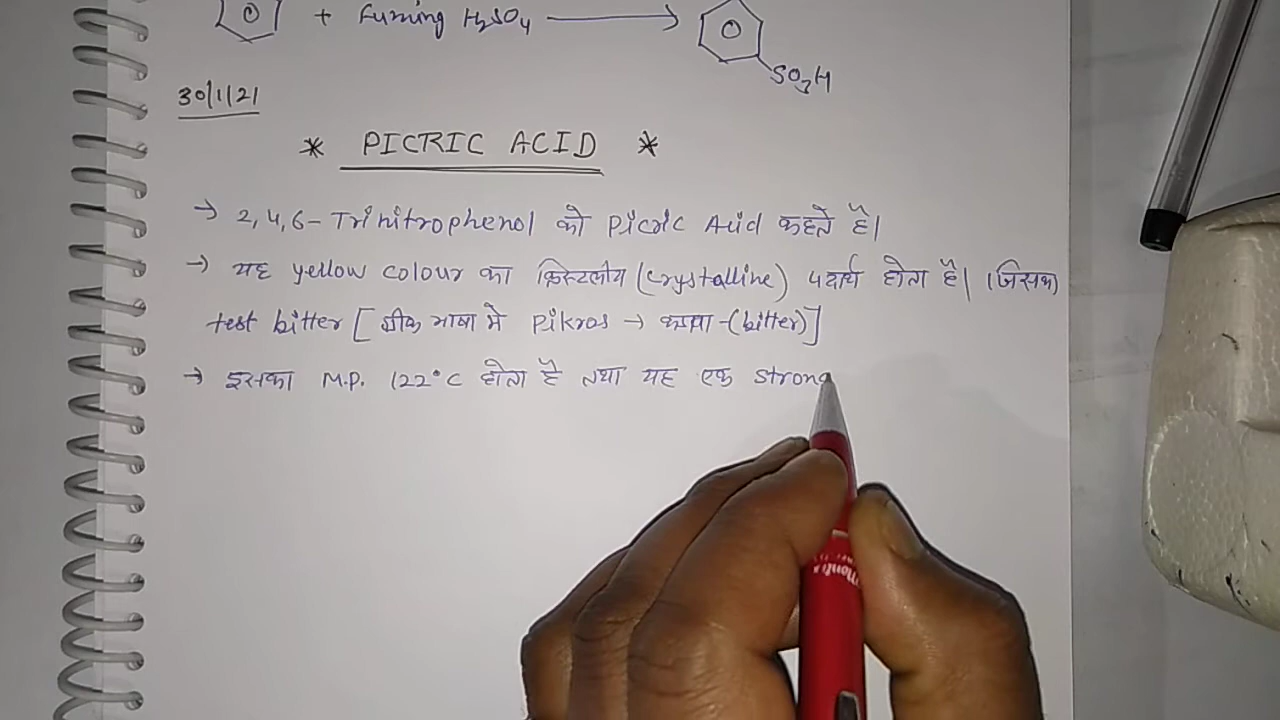 + Fuming H₂SO₄ →
SO₃H
30/1/21
* PICRIC ACID *
→ 2,4,6- Trinitrophenol को Picric Acid कहते है।
→ यह yellow colour का क्रिस्टलीय (Crystalline) पदार्थ होता है। जिसका
test bitter [ ग्रीक भाषा मे Pikros → कड़वा -(bitter)]
→ इसका M.P. 122°C होता है तथा यह एक strong